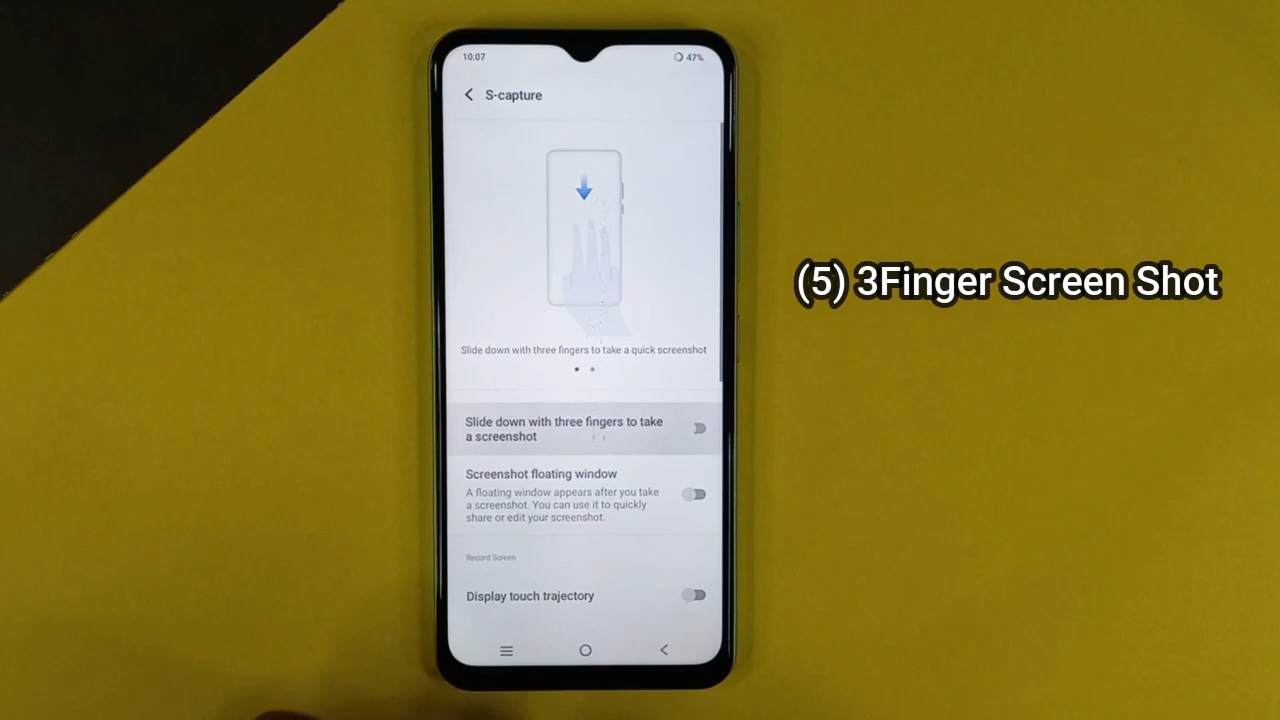 10:07
47%
S-capture
Slide down with three fingers to take a quick screenshot
Slide down with three fingers to take
a screenshot
Screenshot floating window
A floating window appears after you take
a screenshot. You can use it to quickly
share or edit your screenshot.
Record Screen
Display touch trajectory
(5) 3Finger Screen Shot